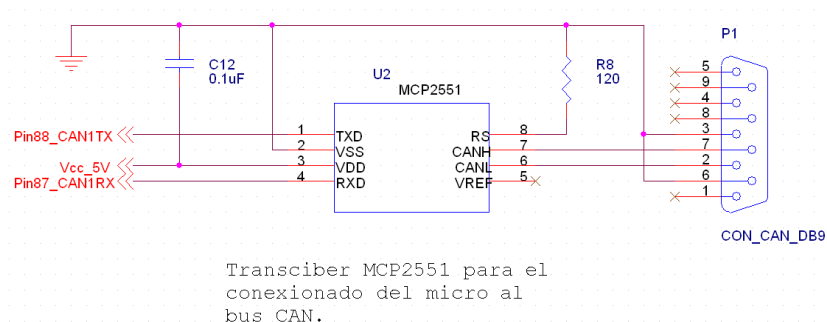 P1
C12
0.1uF
R8
120
U2
MCP2551
5
9
4
8
3
7
2
6
1
Pin88_CAN1TX
1
TXD
RS
8
2
VSS
CANH
7
Vcc_5V
3
VDD
CANL
6
Pin87_CAN1RX
4
RXD
VREF
5
CON_CAN_DB9
Transciber MCP2551 para el
conexionado del micro al
bus CAN.